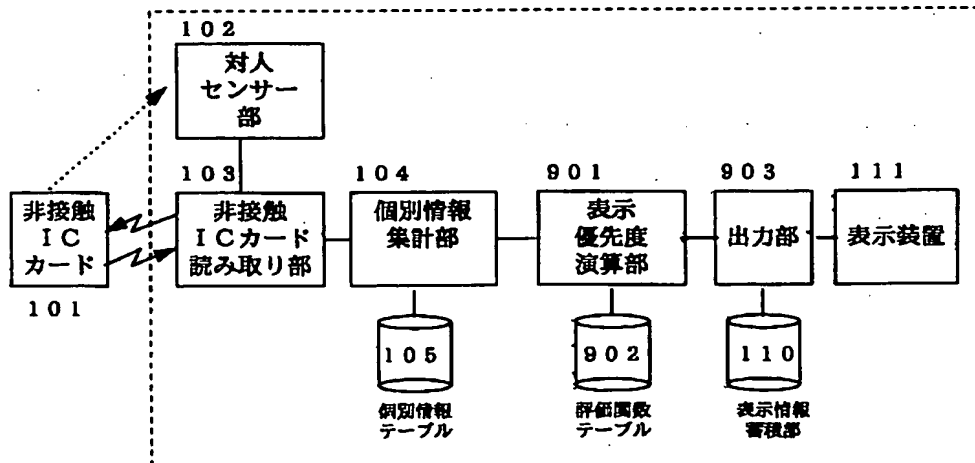 102
対人
センサー
部
103
非接触
ICカード
読み取り部
非接触
IC
カード
101
104
個別情報
集計部
901
表示
優先度
演算部
903
出力部
111
表示装置
105
個別情報
テーブル
902
評価関数
テーブル
110
表示情報
蓄積部